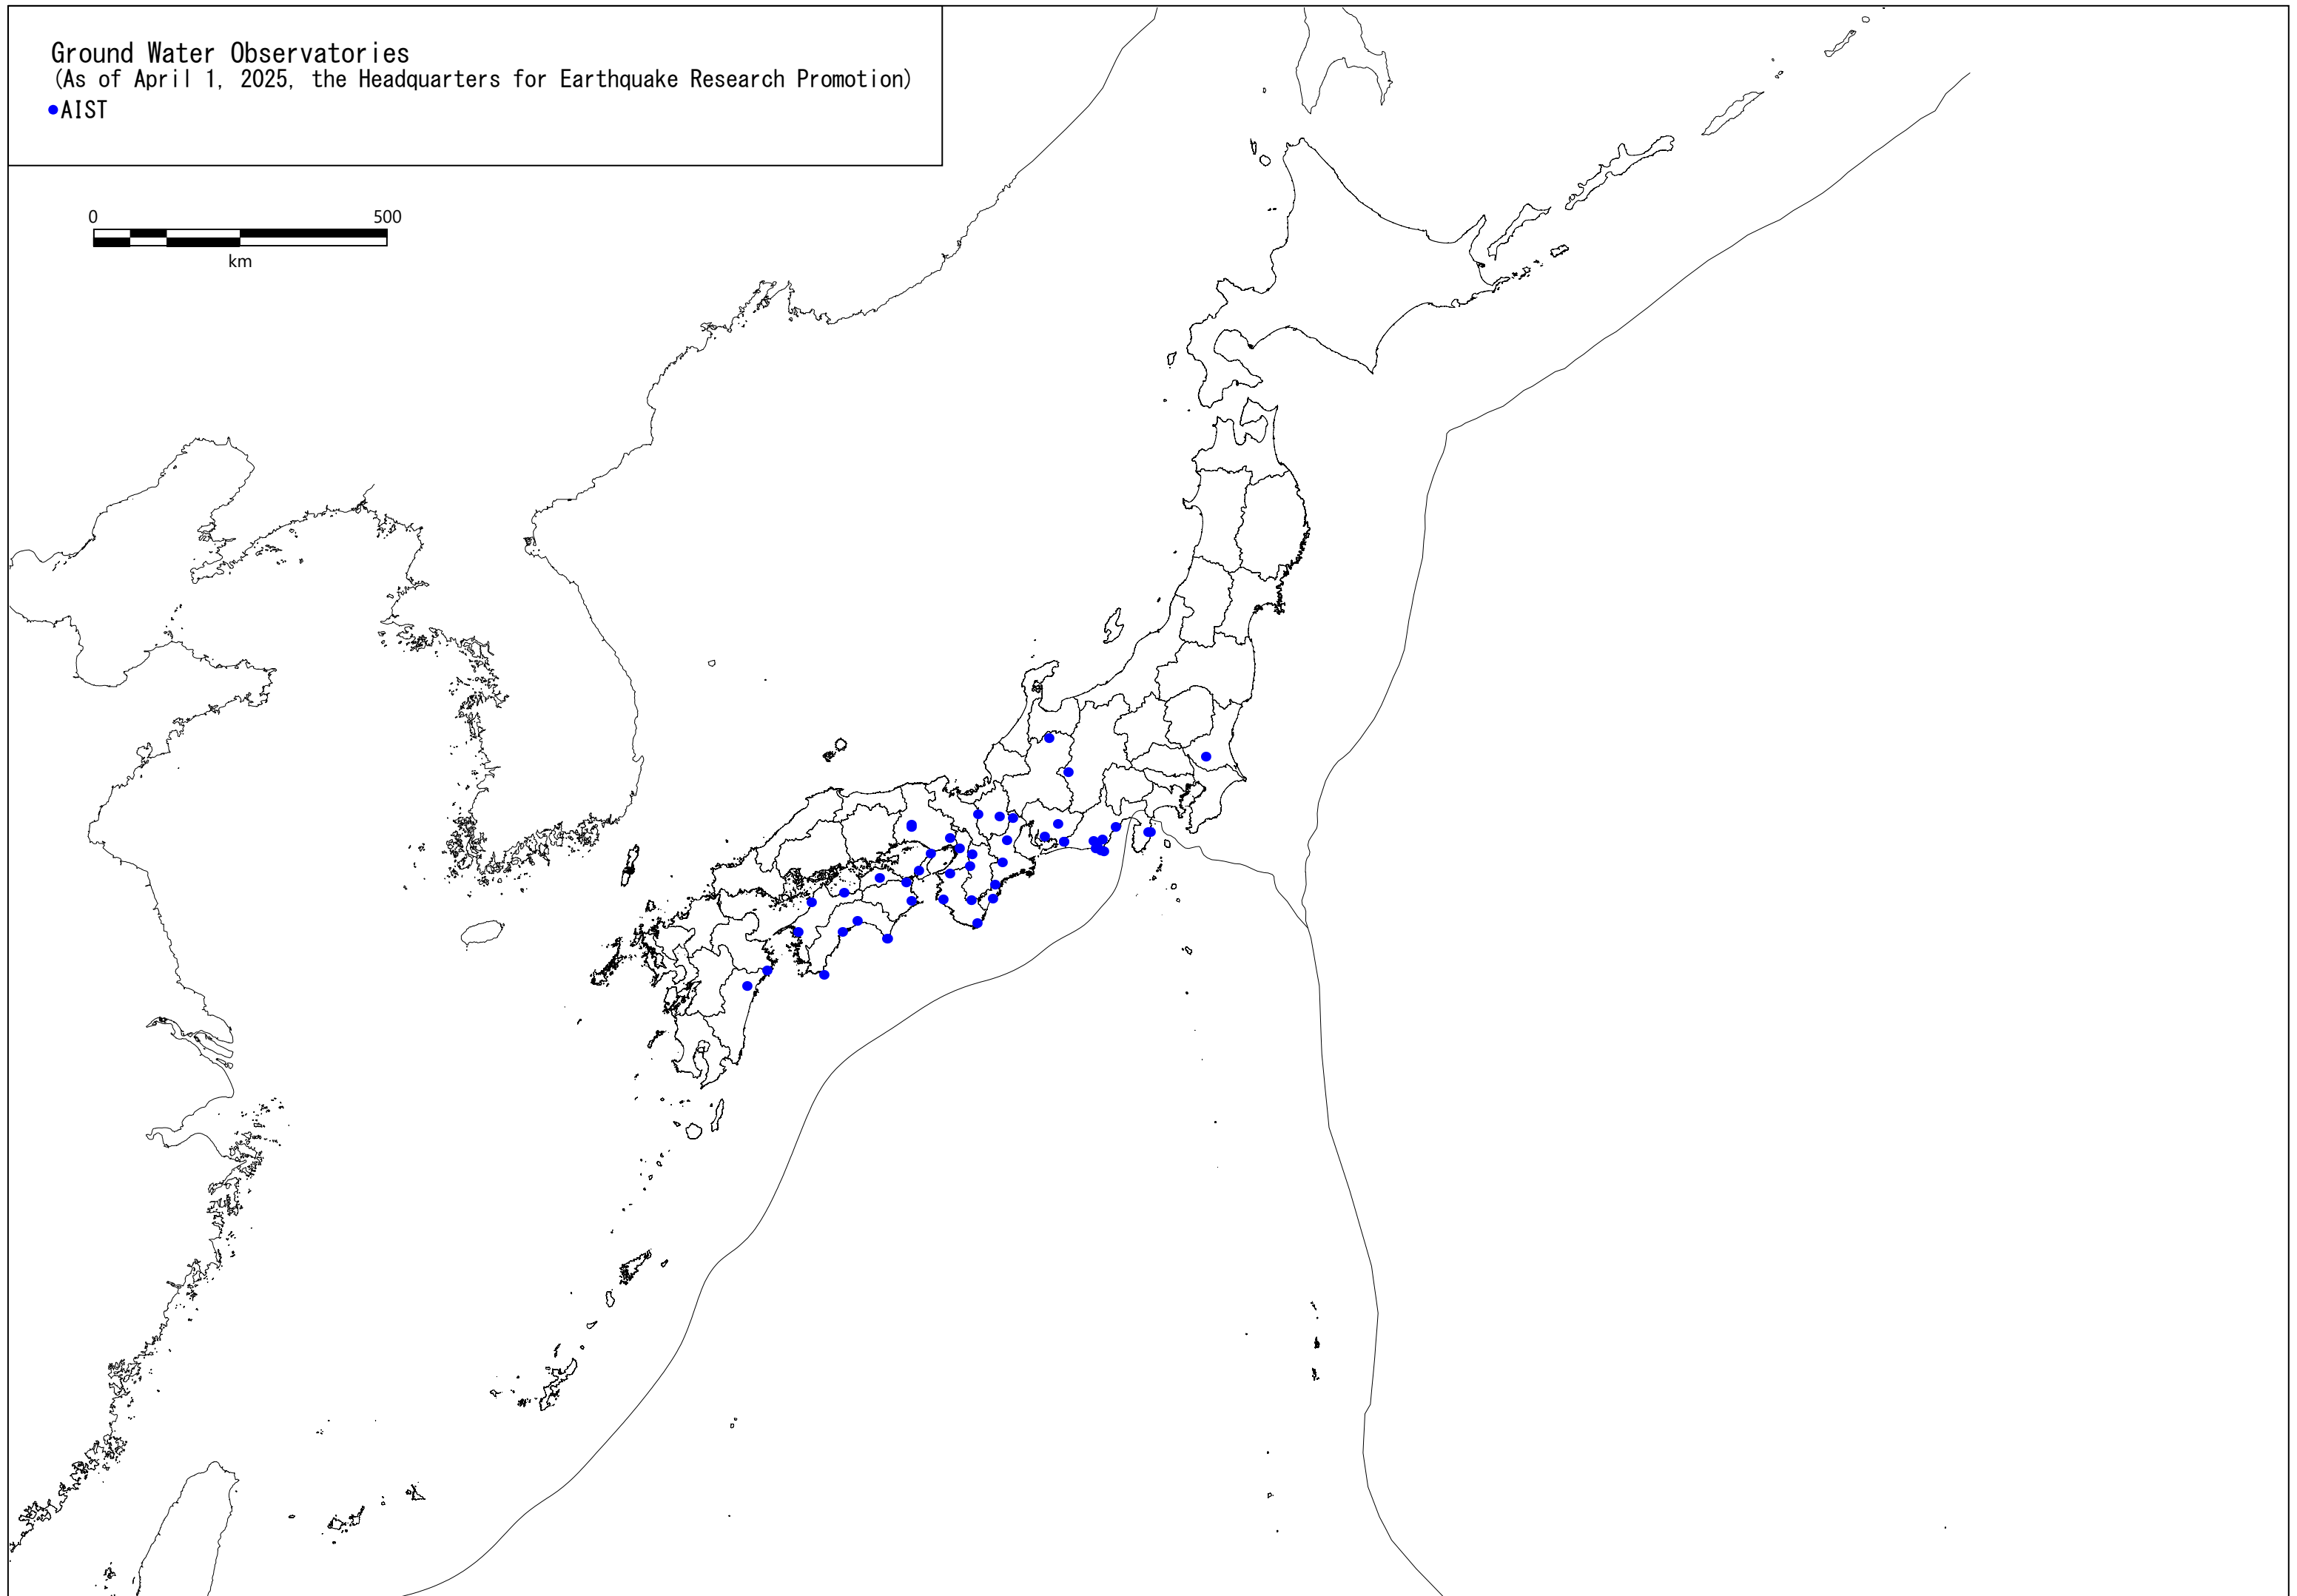 Ground Water Observatories
(As of April 1, 2025, the Headquarters for Earthquake Research Promotion)
●AIST
0 500
km